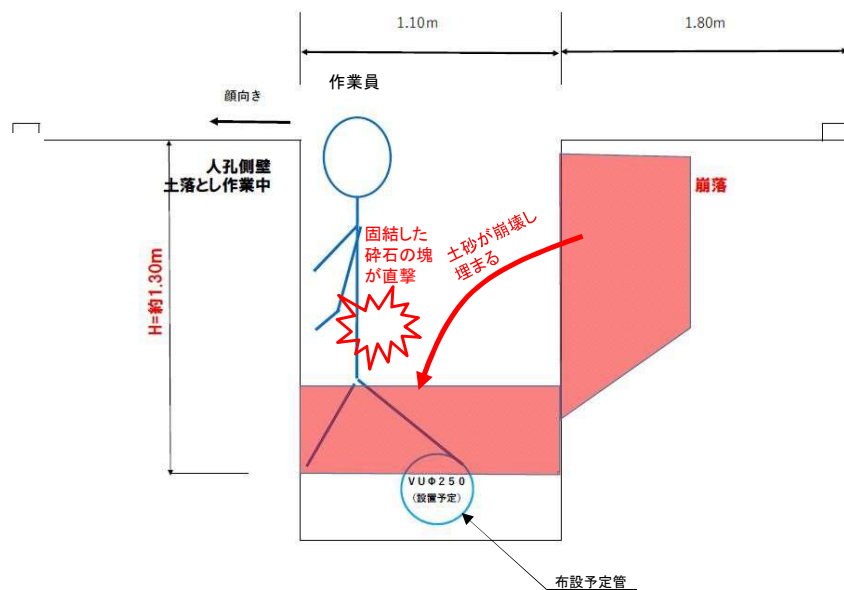 1.10m
1.80m
作業員
顔向き
人孔側壁
土落とし作業中
崩落
固結した
砕石の塊
が直撃
土砂が崩壊し
埋まる
H=約1.30m
VUΦ250
(設置予定)
布設予定管